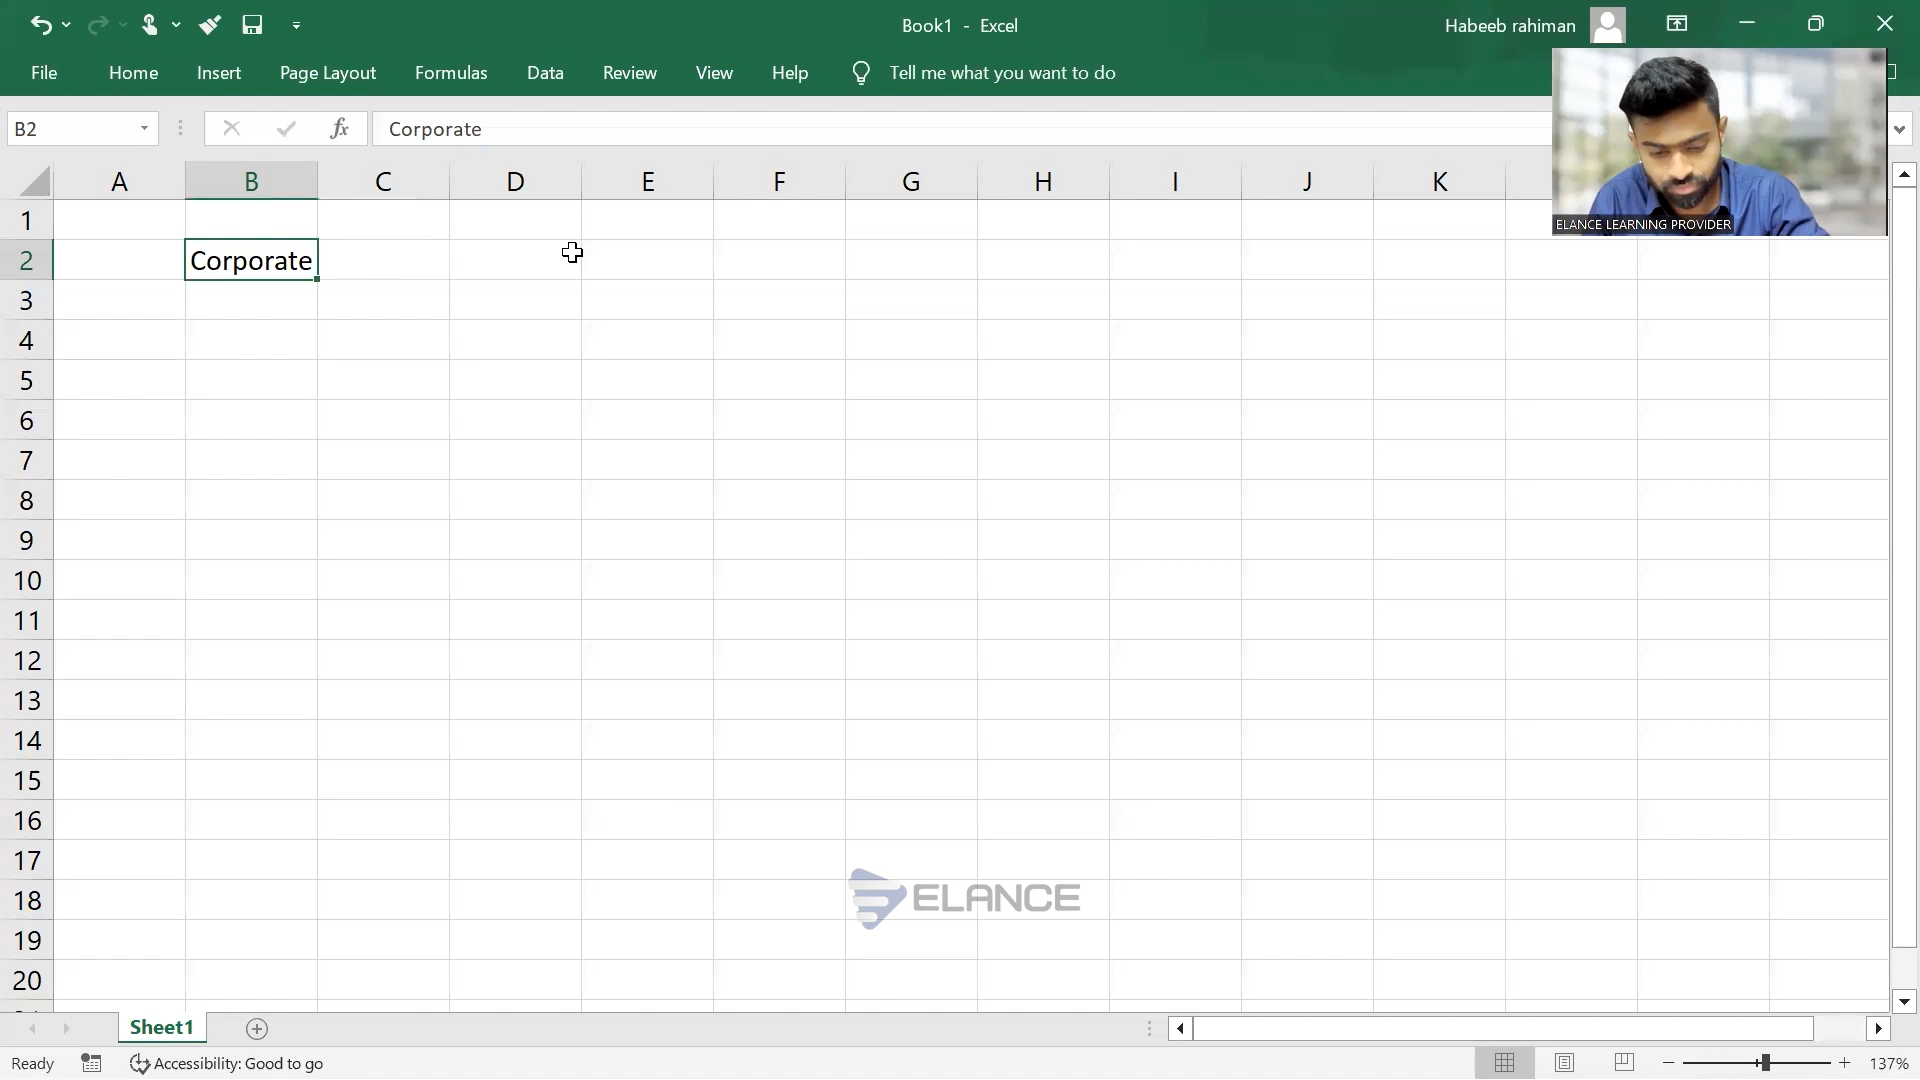 Book1 - Excel
Habeeb rahiman
File Home Insert Page Layout Formulas Data Review View Help Tell me what you want to do
B2 fx Corporate
ELANCE LEARNING PROVIDER
A B C D E F G H I J K
1
2 Corporate
3
4
5
6
7
8
9
10
11
12
13
14
15
16
17
18
ELANCE
19
20
Sheet1
Ready Accessibility: Good to go 137%